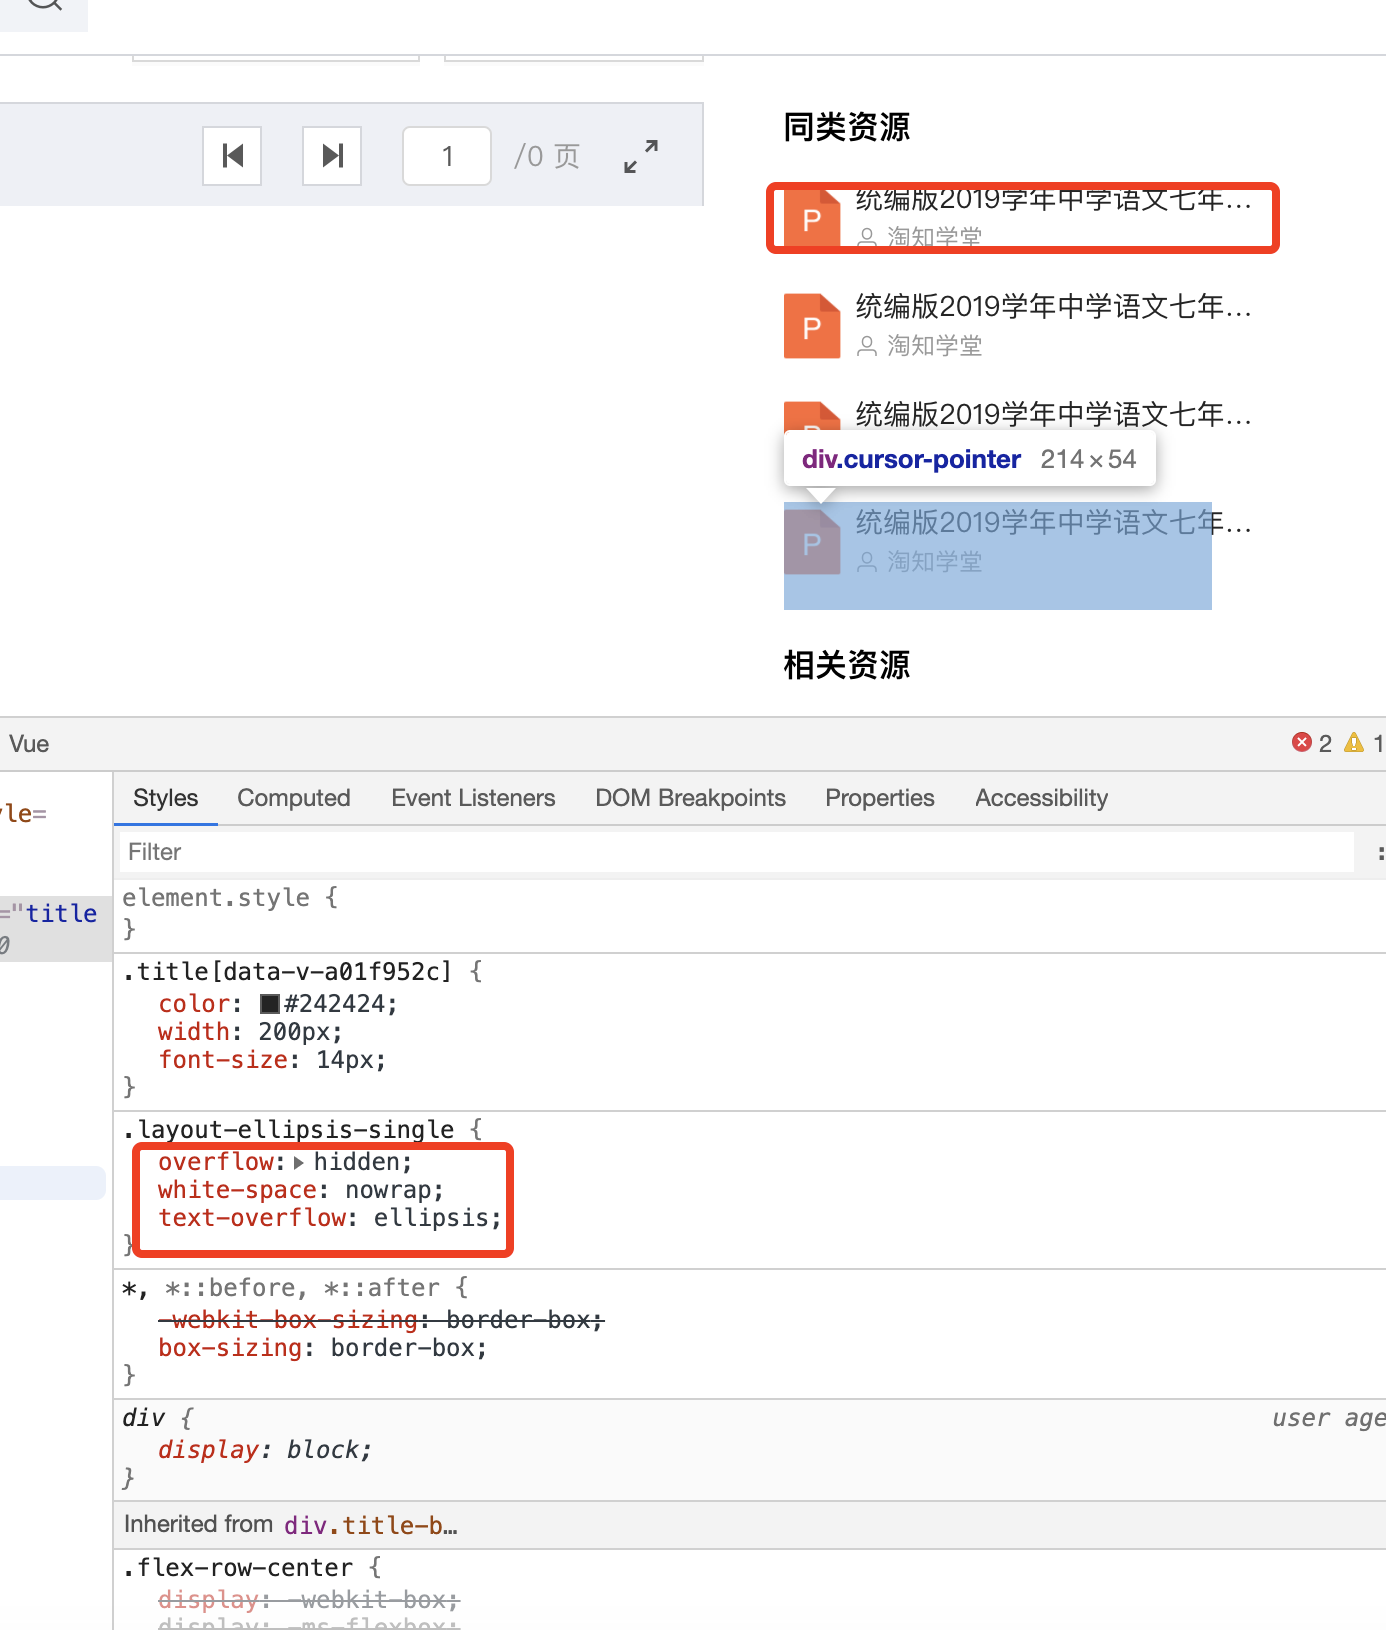 1
/0 页
同类资源
P
统编版2019学年中学语文七年...
淘知学堂
P
统编版2019学年中学语文七年...
淘知学堂
统编版2019学年中学语文七年...
div.cursor-pointer 214×54
P
统编版2019学年中学语文七年...
淘知学堂
相关资源
Vue
2
1
Styles Computed Event Listeners DOM Breakpoints Properties Accessibility
Filter
yle=
="title
0
element.style {
}
.title[data-v-a01f952c] {
color: #242424;
width: 200px;
font-size: 14px;
}
.layout-ellipsis-single {
overflow: hidden;
white-space: nowrap;
text-overflow: ellipsis;
}
*, *::before, *::after {
-webkit-box-sizing: border-box;
box-sizing: border-box;
}
div {
user age
display: block;
}
Inherited from div.title-b…
.flex-row-center {
display: -webkit-box;
display: -ms-flexbox;